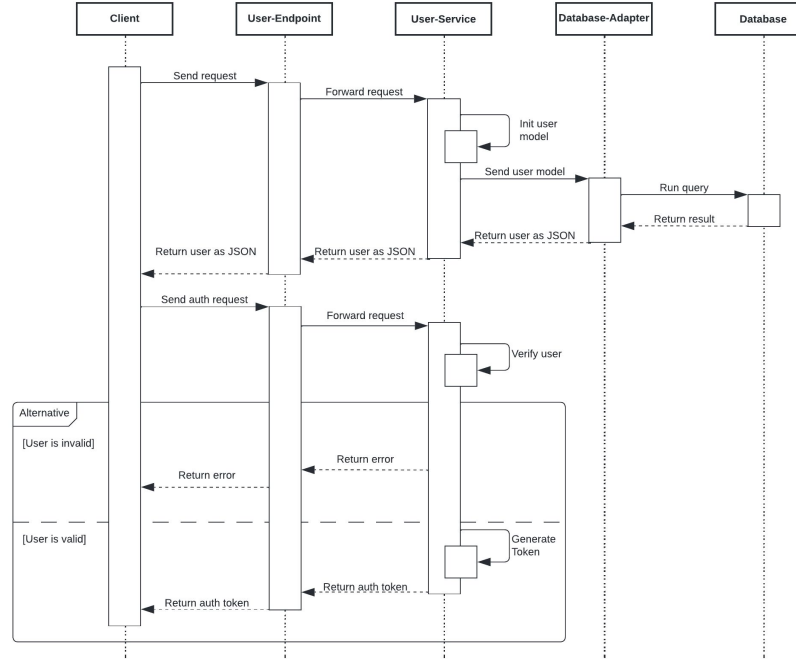 Client
User-Endpoint
User-Service
Database-Adapter
Database
Send request
Forward request
Init user
model
Send user model
Run query
Return result
Return user as JSON
Return user as JSON
Return user as JSON
Send auth request
Forward request
Verify user
Alternative
[User is invalid]
Return error
Return error
[User is valid]
Generate
Token
Return auth token
Return auth token